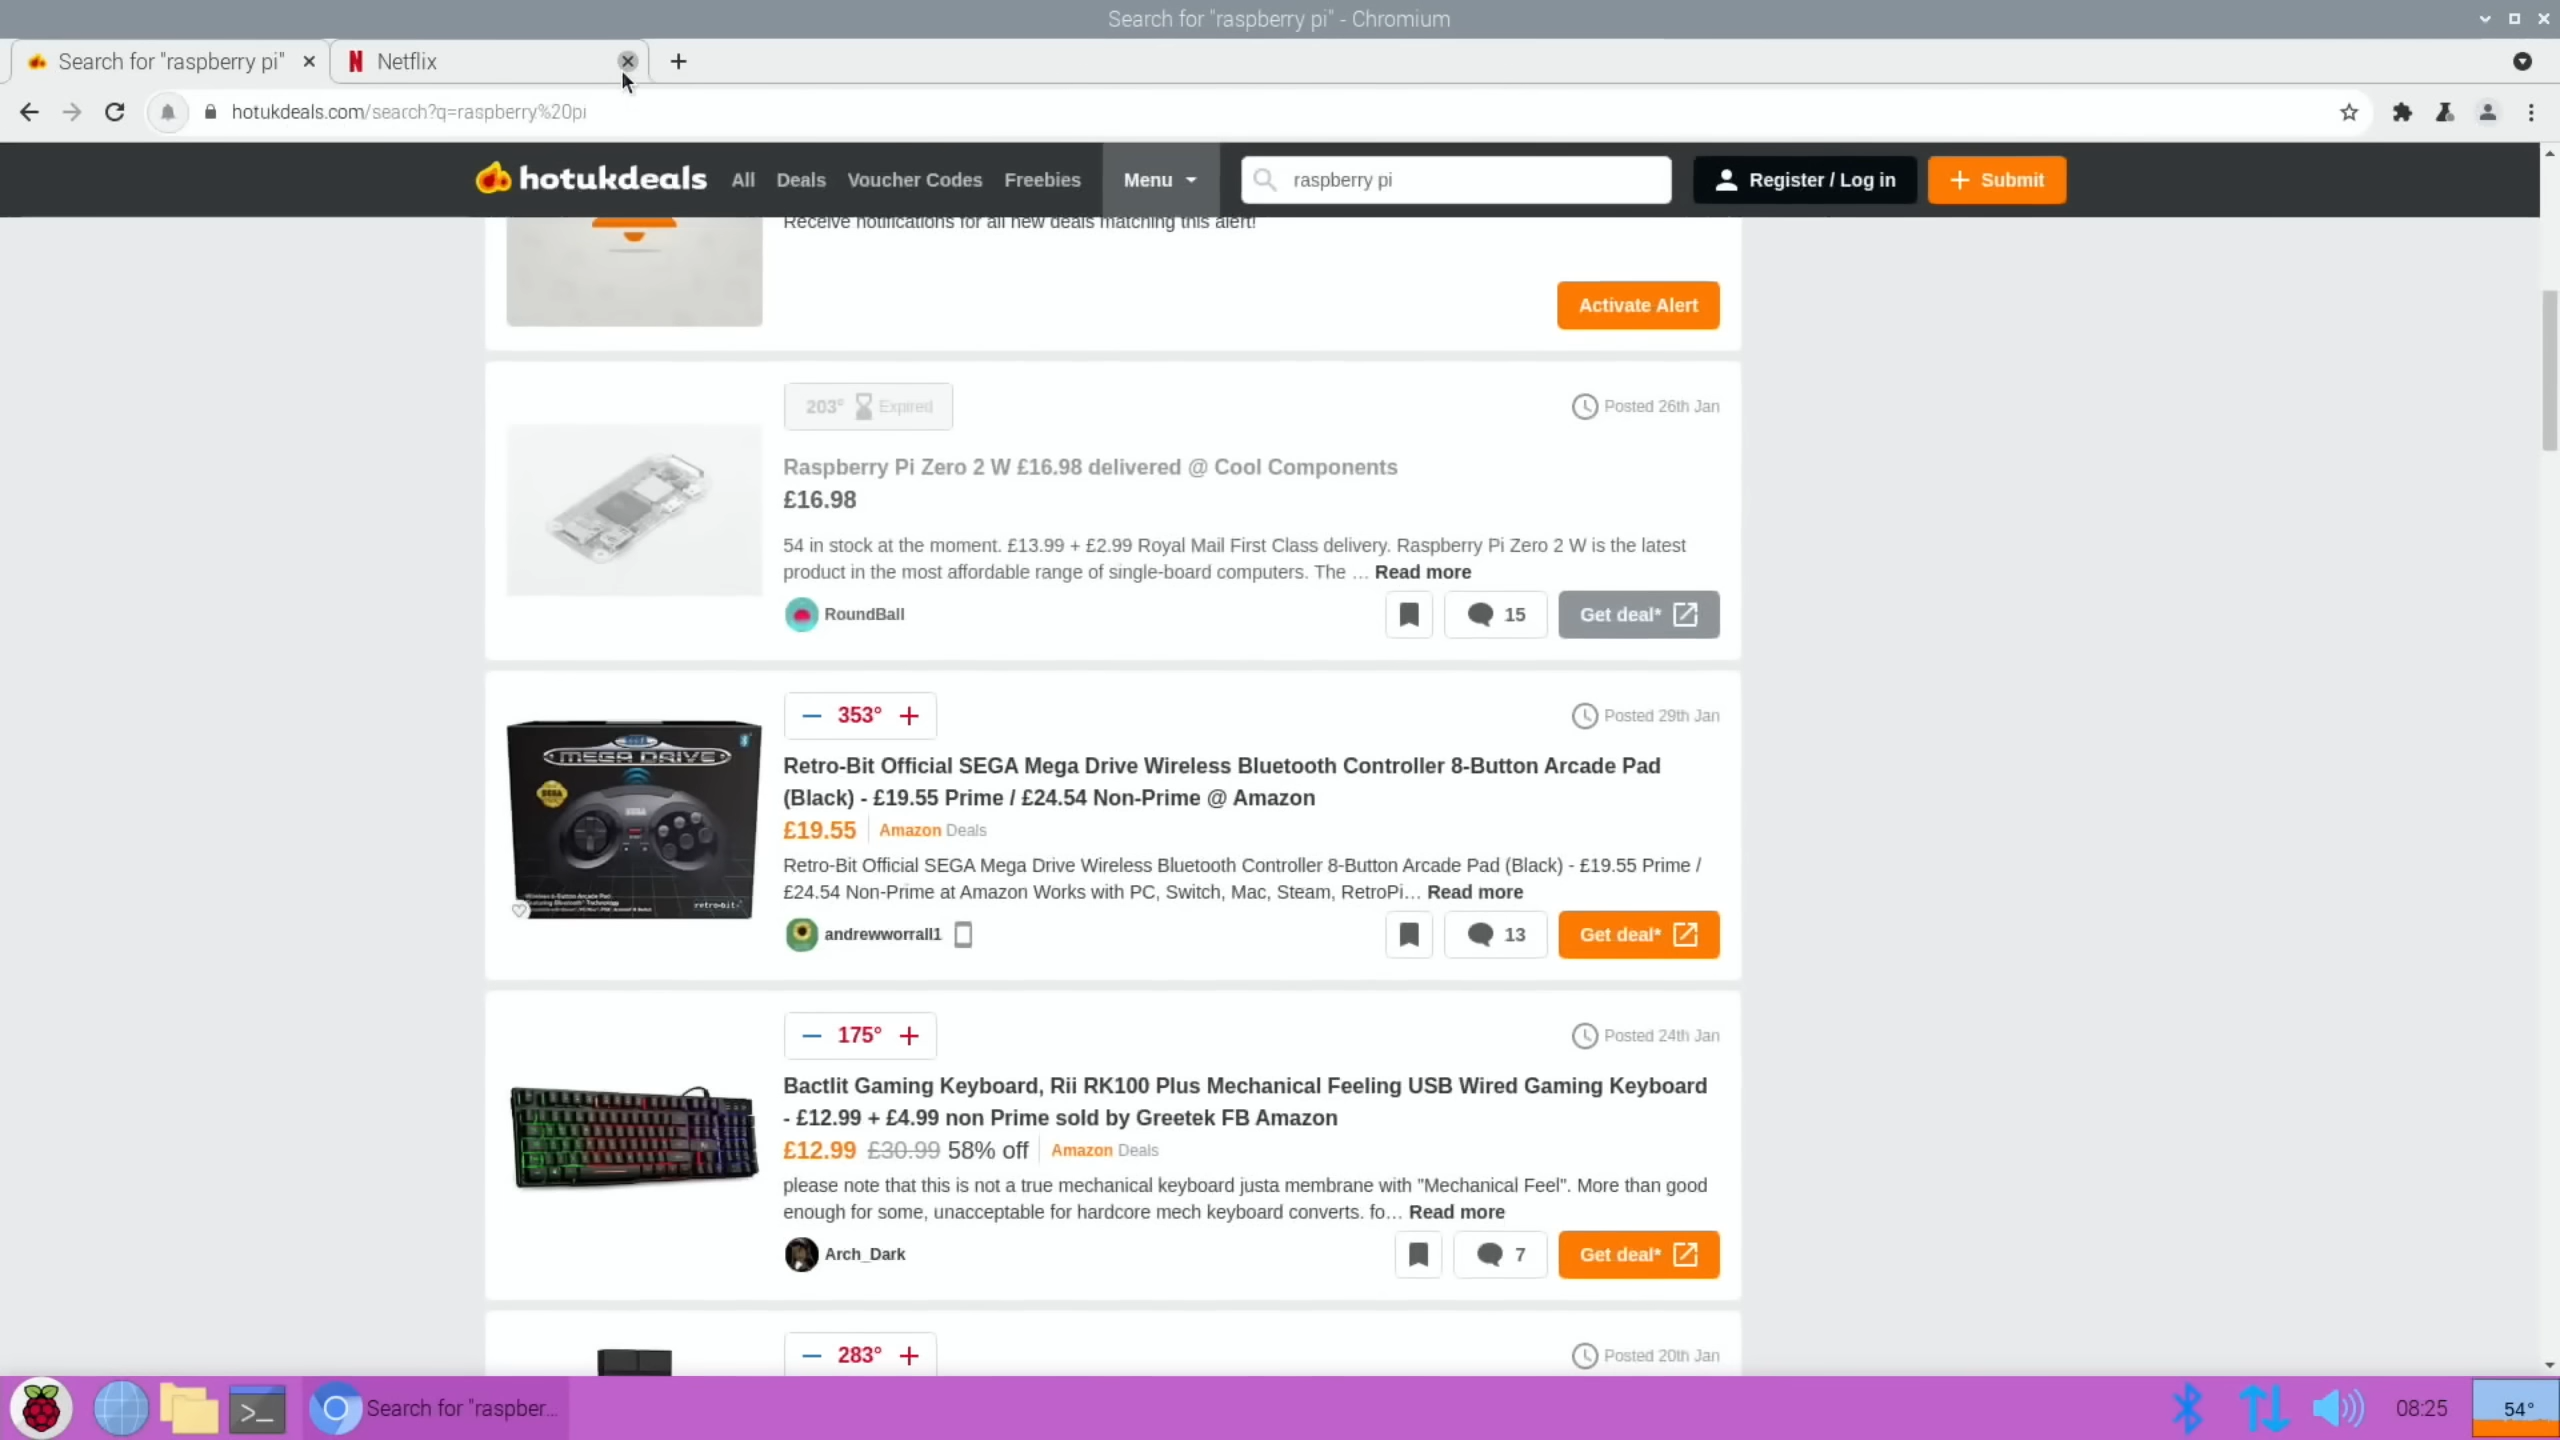 Search for "raspberry pi" - Chromium
Search for "raspberry pi"
Netflix
hotukdeals.com/search?q=raspberry%20pi
hotukdeals
All
Deals
Voucher Codes
Freebies
Menu
raspberry pi
Register / Log in
Submit
Receive notifications for all new deals matching this alert!
Activate Alert
203° Expired
Posted 26th Jan
Raspberry Pi Zero 2 W £16.98 delivered @ Cool Components
£16.98
54 in stock at the moment. £13.99 + £2.99 Royal Mail First Class delivery. Raspberry Pi Zero 2 W is the latest
product in the most affordable range of single-board computers. The … Read more
RoundBall
15
Get deal*
353°
Posted 29th Jan
SEGA
MEGA DRIVE
SEGA
SEGA
retro-bit
Retro-Bit Official SEGA Mega Drive Wireless Bluetooth Controller 8-Button Arcade Pad
(Black) - £19.55 Prime / £24.54 Non-Prime @ Amazon
£19.55
Amazon Deals
Retro-Bit Official SEGA Mega Drive Wireless Bluetooth Controller 8-Button Arcade Pad (Black) - £19.55 Prime /
£24.54 Non-Prime at Amazon Works with PC, Switch, Mac, Steam, RetroPi… Read more
andrewworrall1
13
Get deal*
175°
Posted 24th Jan
Bactlit Gaming Keyboard, Rii RK100 Plus Mechanical Feeling USB Wired Gaming Keyboard
- £12.99 + £4.99 non Prime sold by Greetek FB Amazon
£12.99 £30.99 58% off
Amazon Deals
please note that this is not a true mechanical keyboard justa membrane with "Mechanical Feel". More than good
enough for some, unacceptable for hardcore mech keyboard converts. fo… Read more
Arch_Dark
7
Get deal*
283°
Posted 20th Jan
Search for "raspber...
08:25
54°